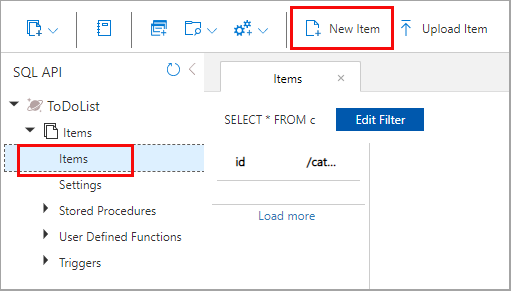 New Item
Upload Item
SQL API
ToDoList
Items
Items
Settings
Stored Procedures
User Defined Functions
Triggers
Items
SELECT * FROM c
Edit Filter
id
/cat...
Load more